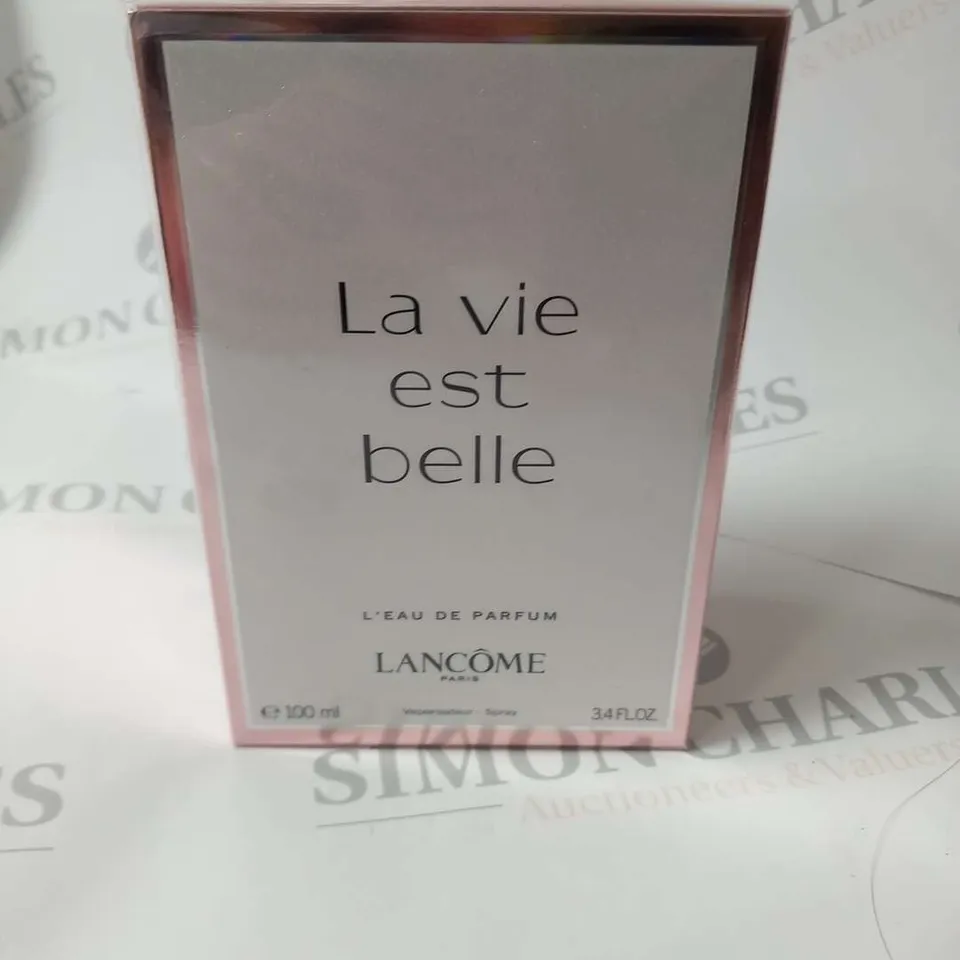 La vie
est
belle
L'EAU DE PARFUM
LANCÔME
PARIS
℮ 100 ml Vaporisateur - Spray 3.4 FL.OZ.
SIMON CHARLES
Auctioneers & Valuers